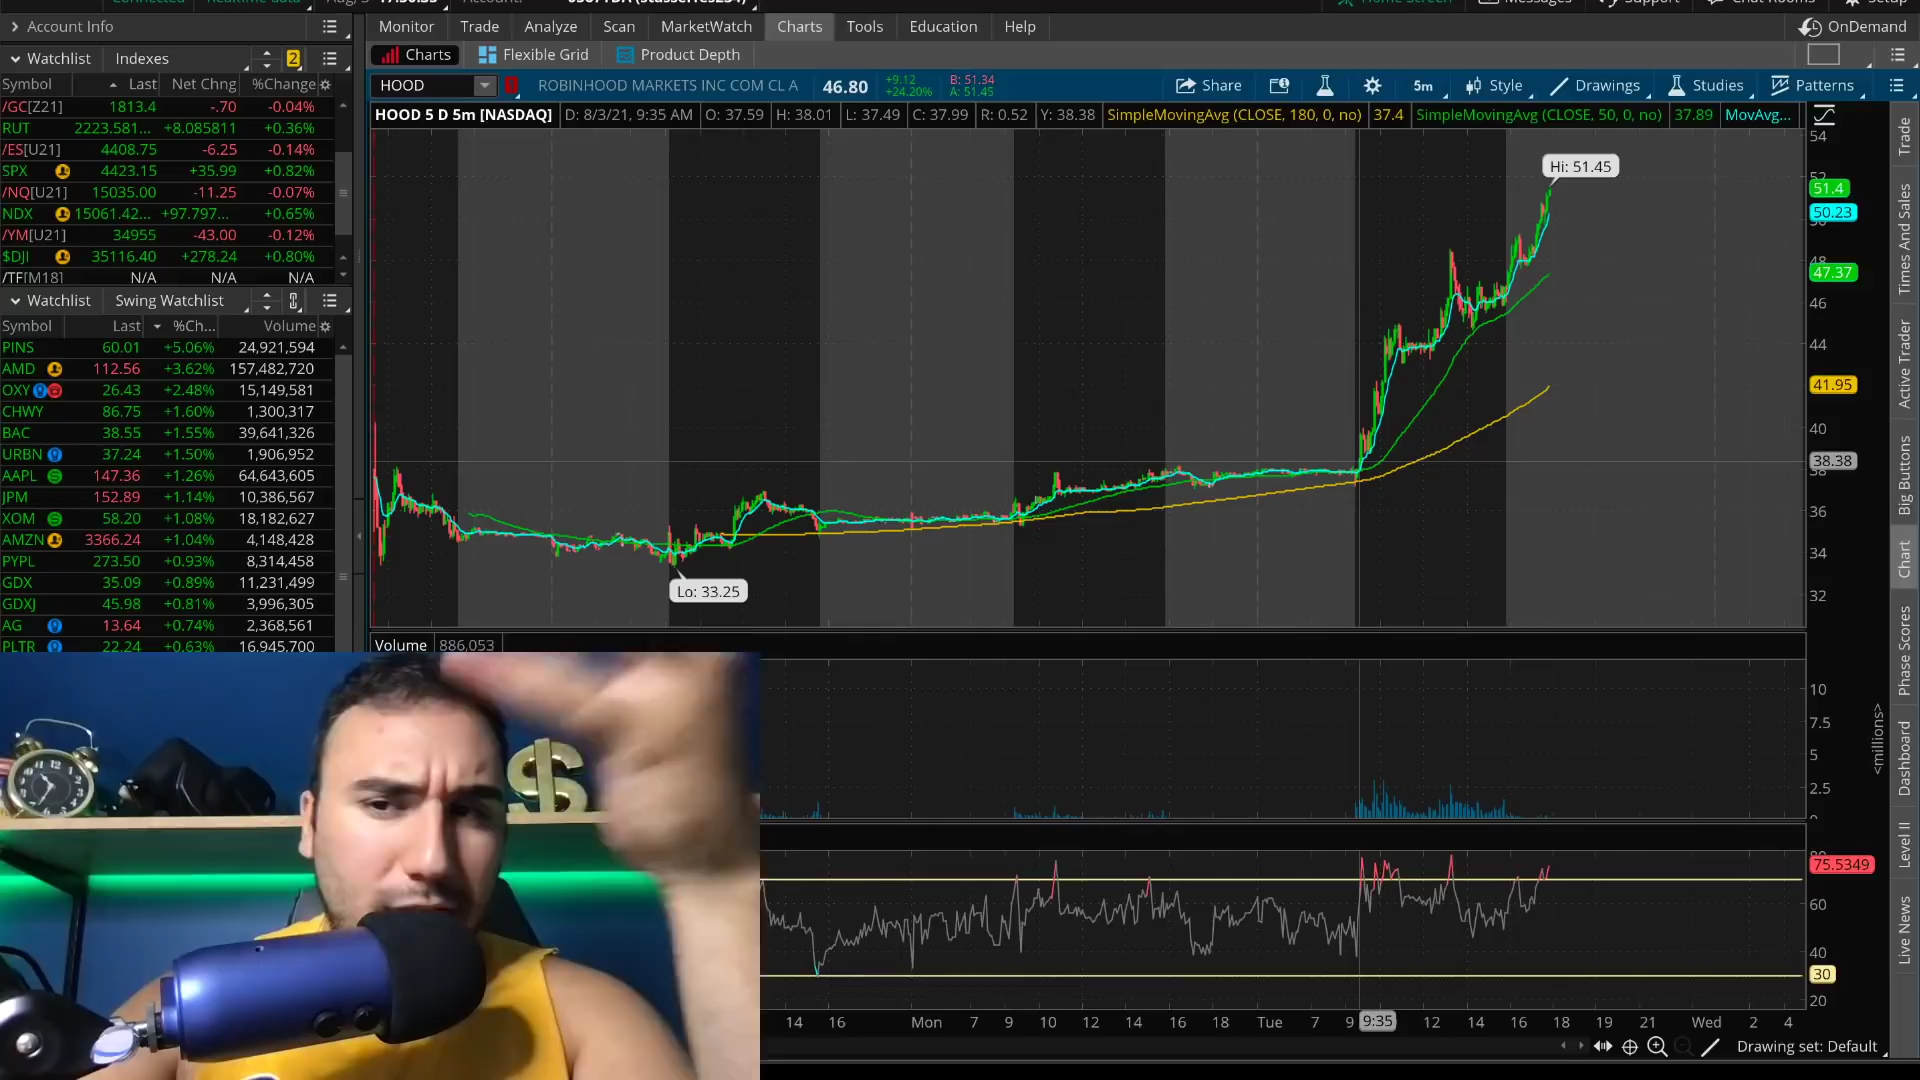 Account Info
Monitor Trade Analyze Scan MarketWatch Charts Tools Education Help OnDemand
Watchlist Indexes 2
Charts Flexible Grid Product Depth
Symbol Last Net Chng %Change
HOOD ROBINHOOD MARKETS INC COM CL A 46.80 +9.12 +24.20% B: 51.34 A: 51.45 Share 5m Style Drawings Studies Patterns
HOOD 5 D 5m [NASDAQ] D: 8/3/21, 9:35 AM O: 37.59 H: 38.01 L: 37.49 C: 37.99 R: 0.52 Y: 38.38 SimpleMovingAvg (CLOSE, 180, 0, no) 37.4 SimpleMovingAvg (CLOSE, 50, 0, no) 37.89 MovAvg...
/GC[Z21] 1813.4 -.70 -0.04%
RUT 2223.581... +8.085811 +0.36%
/ES[U21] 4408.75 -6.25 -0.14%
SPX 4423.15 +35.99 +0.82%
/NQ[U21] 15035.00 -11.25 -0.07%
NDX 15061.42... +97.797... +0.65%
/YM[U21] 34955 -43.00 -0.12%
$DJI 35116.40 +278.24 +0.80%
/TF[M18] N/A N/A N/A
Watchlist Swing Watchlist
Symbol Last %Ch... Volume
PINS 60.01 +5.06% 24,921,594
AMD 112.56 +3.62% 157,482,720
OXY 26.43 +2.48% 15,149,581
CHWY 86.75 +1.60% 1,300,317
BAC 38.55 +1.55% 39,641,326
URBN 37.24 +1.50% 1,906,952
AAPL 147.36 +1.26% 64,643,605
JPM 152.89 +1.14% 10,386,567
XOM 58.20 +1.08% 18,182,627
AMZN 3366.24 +1.04% 4,148,428
PYPL 273.50 +0.93% 8,314,458
GDX 35.09 +0.89% 11,231,499
GDXJ 45.98 +0.81% 3,996,305
AG 13.64 +0.74% 2,368,561
PLTR 22.24 +0.63% 16,945,700
Hi: 51.45
Lo: 33.25
54
51.4
50.23
48
47.37
46
44
41.95
40
38.38
36
34
32
Volume 886,053
10
7.5
5
2.5
0
<millions>
75.5349
60
40
30
20
14 16 Mon 7 9 10 12 14 16 18 Tue 7 9 9:35 12 14 16 18 19 21 Wed 2 4
Drawing set: Default
Trade
Times And Sales
Active Trader
Big Buttons
Chart
Phase Scores
Dashboard
Level II
Live News
$